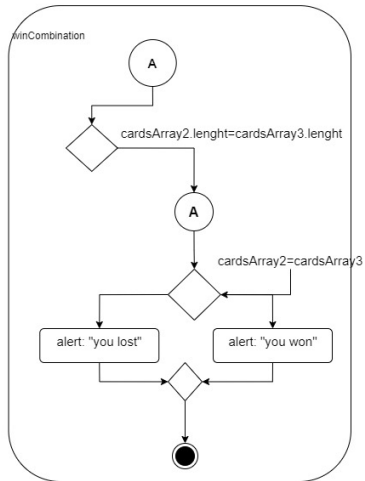 winCombination
A
cardsArray2.lenght=cardsArray3.lenght
A
cardsArray2=cardsArray3
alert: "you lost"
alert: "you won"